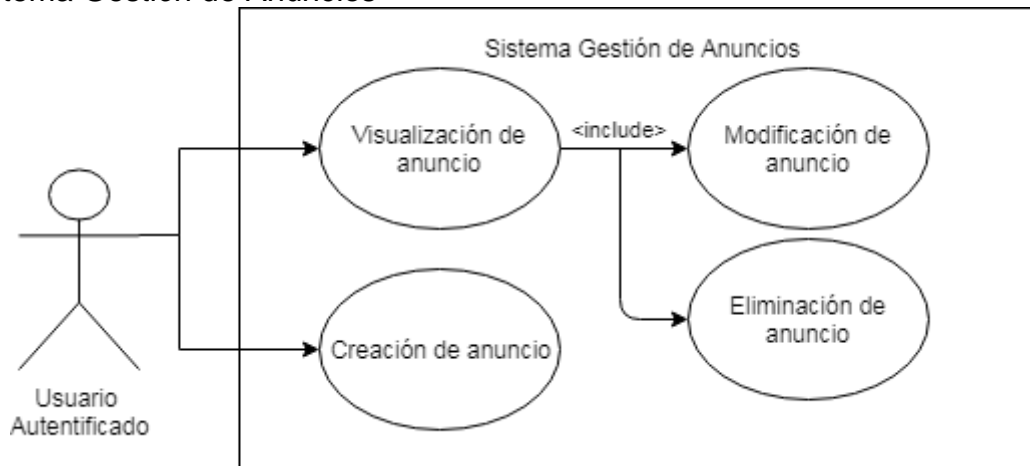 Sistema Gestión de Anuncios
Visualización de
anuncio
<include>
Modificación de
anuncio
Creación de anuncio
Eliminación de
anuncio
Usuario
Autentificado